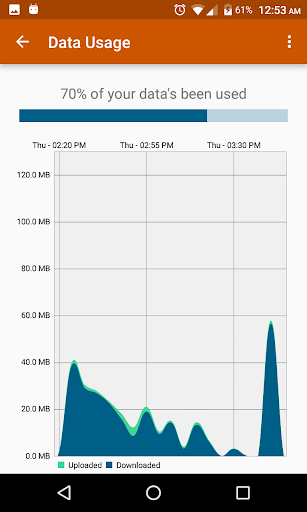 61% 12:53 AM
Data Usage
70% of your data's been used
Thu - 02:20 PM Thu - 02:55 PM Thu - 03:30 PM
120.0 MB
100.0 MB
80.0 MB
60.0 MB
40.0 MB
20.0 MB
0.0 MB
Uploaded Downloaded